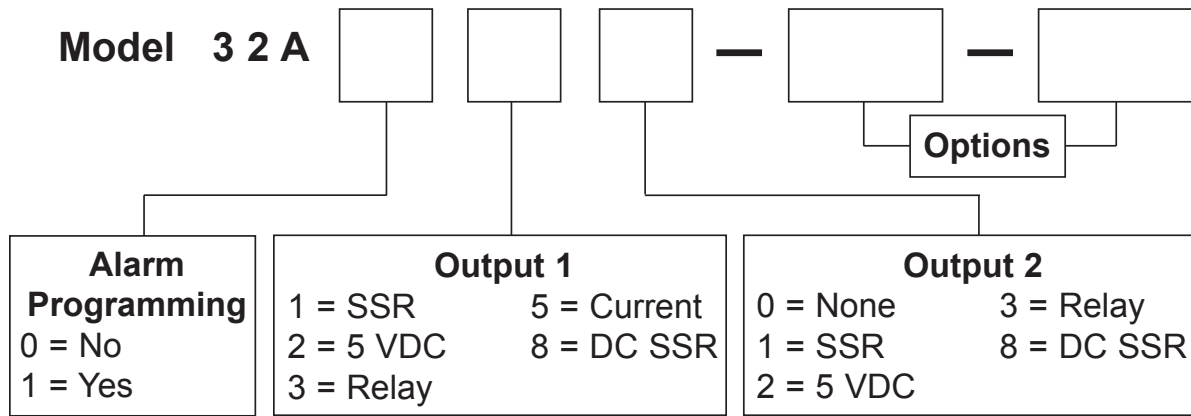 Model 3 2 A — —
Options
Alarm
Programming
0 = No
1 = Yes
Output 1
1 = SSR
2 = 5 VDC
3 = Relay
5 = Current
8 = DC SSR
Output 2
0 = None
1 = SSR
2 = 5 VDC
3 = Relay
8 = DC SSR